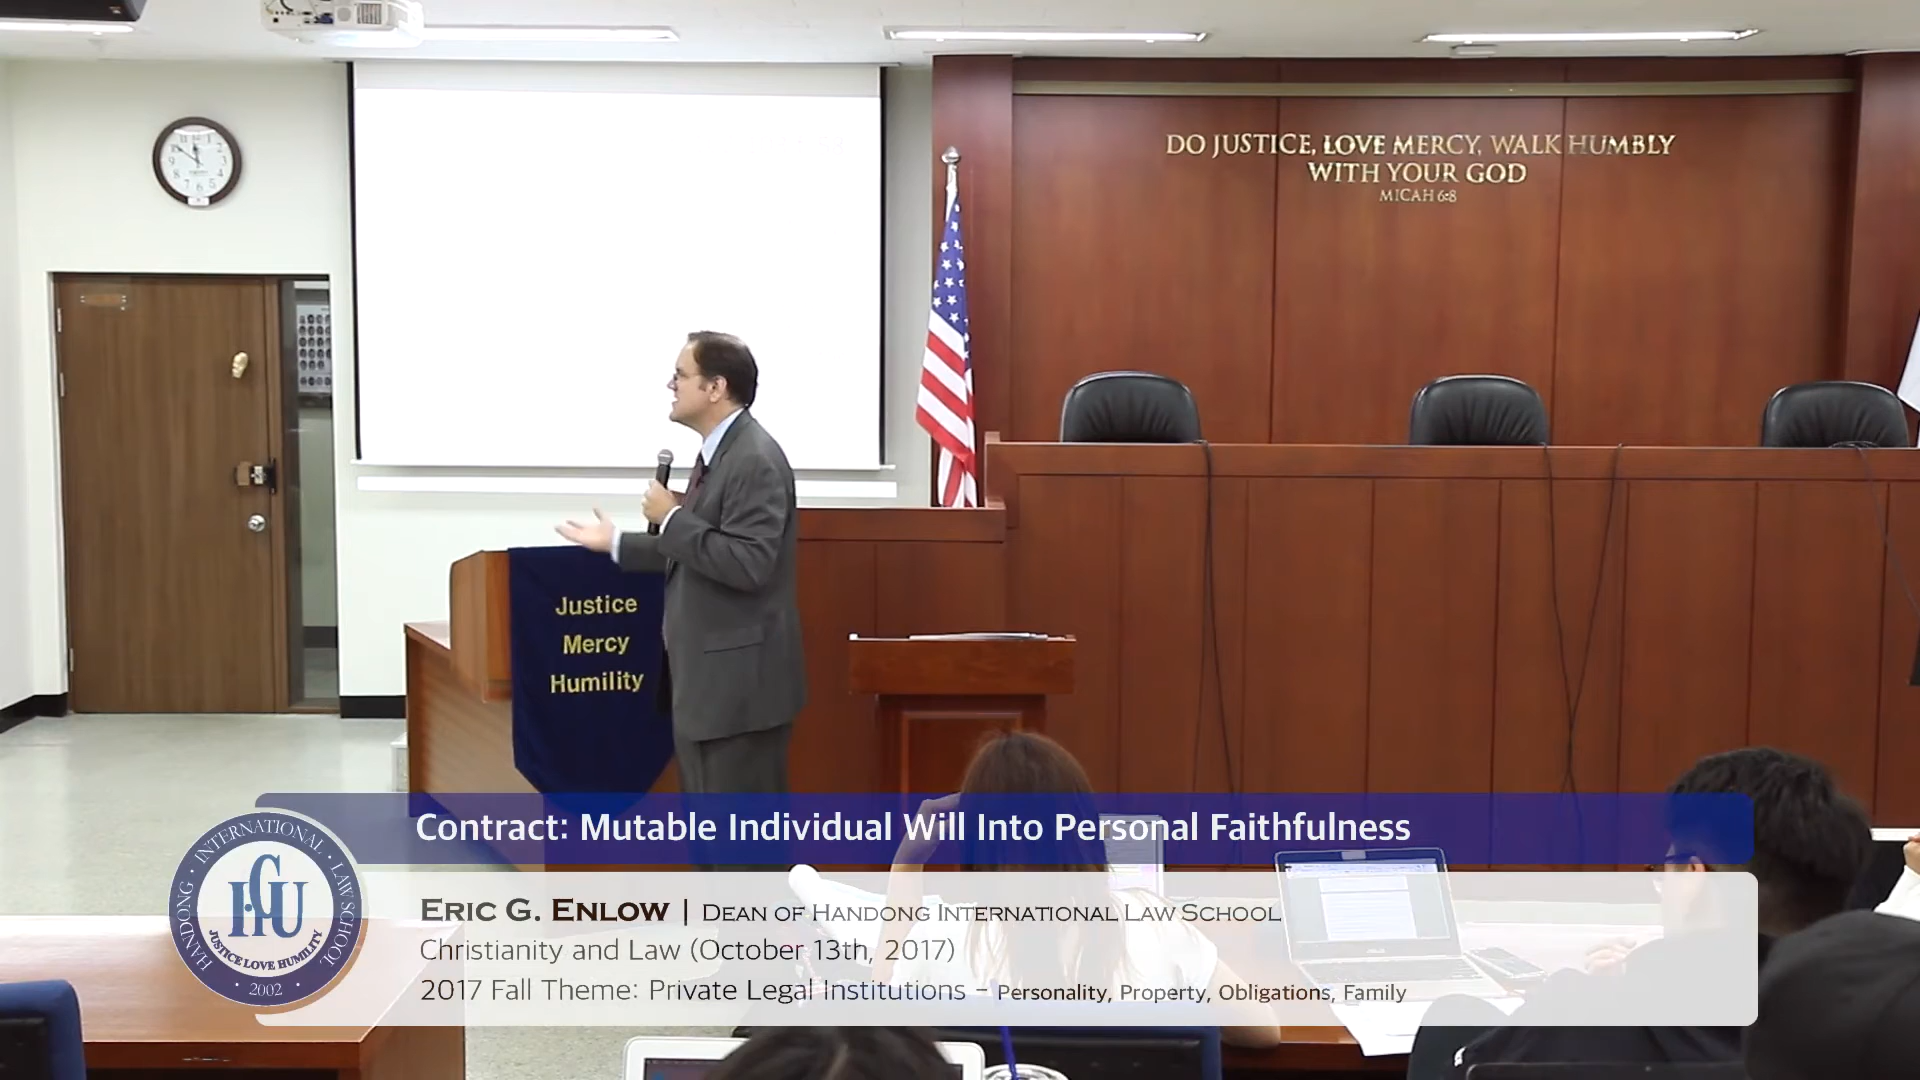 DO JUSTICE, LOVE MERCY, WALK HUMBLY
WITH YOUR GOD
MICAH 6:8
Justice
Mercy
Humility
Contract: Mutable Individual Will Into Personal Faithfulness
HANDONG · INTERNATIONAL · LAW SCHOOL
JUSTICE LOVE HUMILITY
· 2002 ·
ERIC G. ENLOW | DEAN OF HANDONG INTERNATIONAL LAW SCHOOL
Christianity and Law (October 13th, 2017)
2017 Fall Theme: Private Legal Institutions – Personality, Property, Obligations, Family